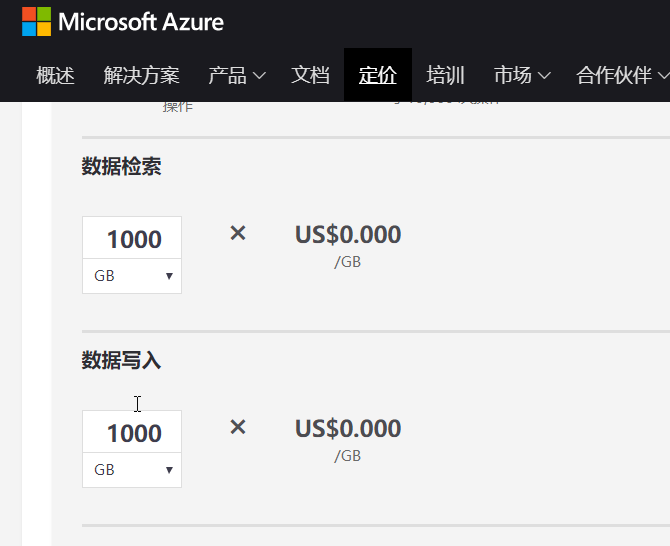 Microsoft Azure
概述 解决方案 产品 文档 定价 培训 市场 合作伙伴
操作
数据检索
1000 × US$0.000
GB /GB
数据写入
1000 × US$0.000
GB /GB